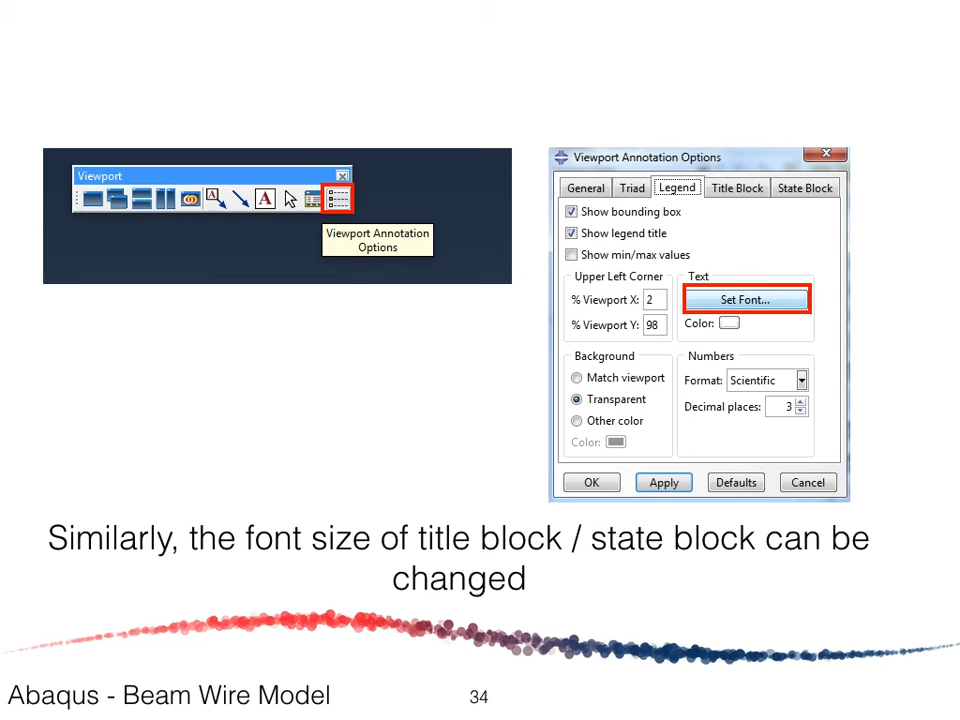 Viewport
A
A
Viewport Annotation
Options
Viewport Annotation Options
General
Triad
Legend
Title Block
State Block
Show bounding box
Show legend title
Show min/max values
Upper Left Corner
% Viewport X: 2
% Viewport Y: 98
Text
Set Font...
Color:
Background
Match viewport
Transparent
Other color
Color:
Numbers
Format: Scientific
Decimal places: 3
OK
Apply
Defaults
Cancel
Similarly, the font size of title block / state block can be
changed
Abaqus - Beam Wire Model
34